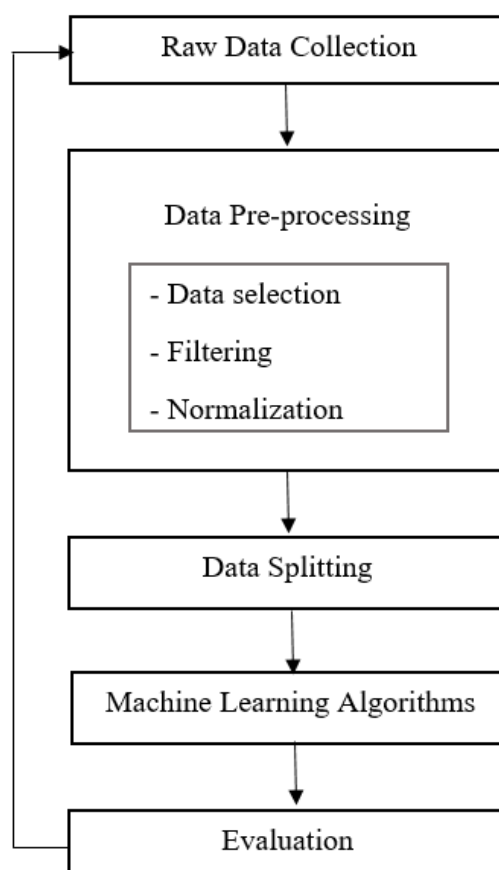 Raw Data Collection
Data Pre-processing
- Data selection
- Filtering
- Normalization
Data Splitting
Machine Learning Algorithms
Evaluation